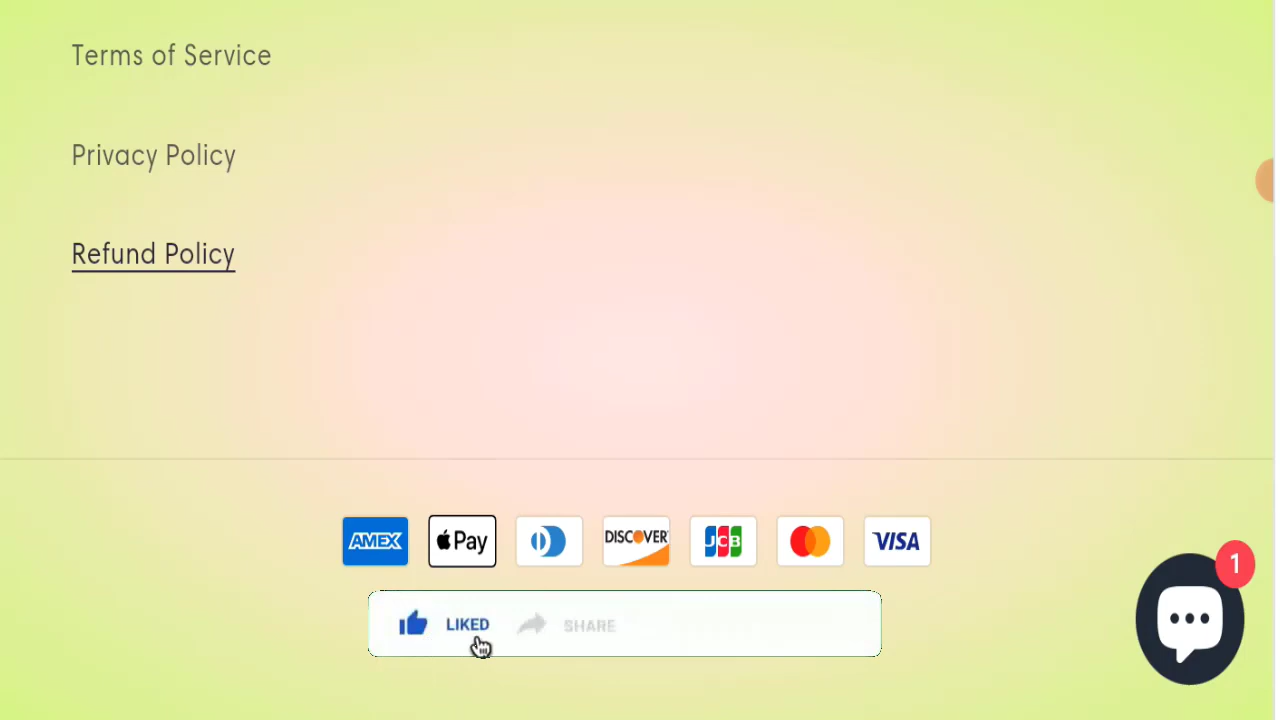 Terms of Service
Privacy Policy
Refund Policy
AMEX Pay DISCOVER JCB VISA
1
LIKED SHARE